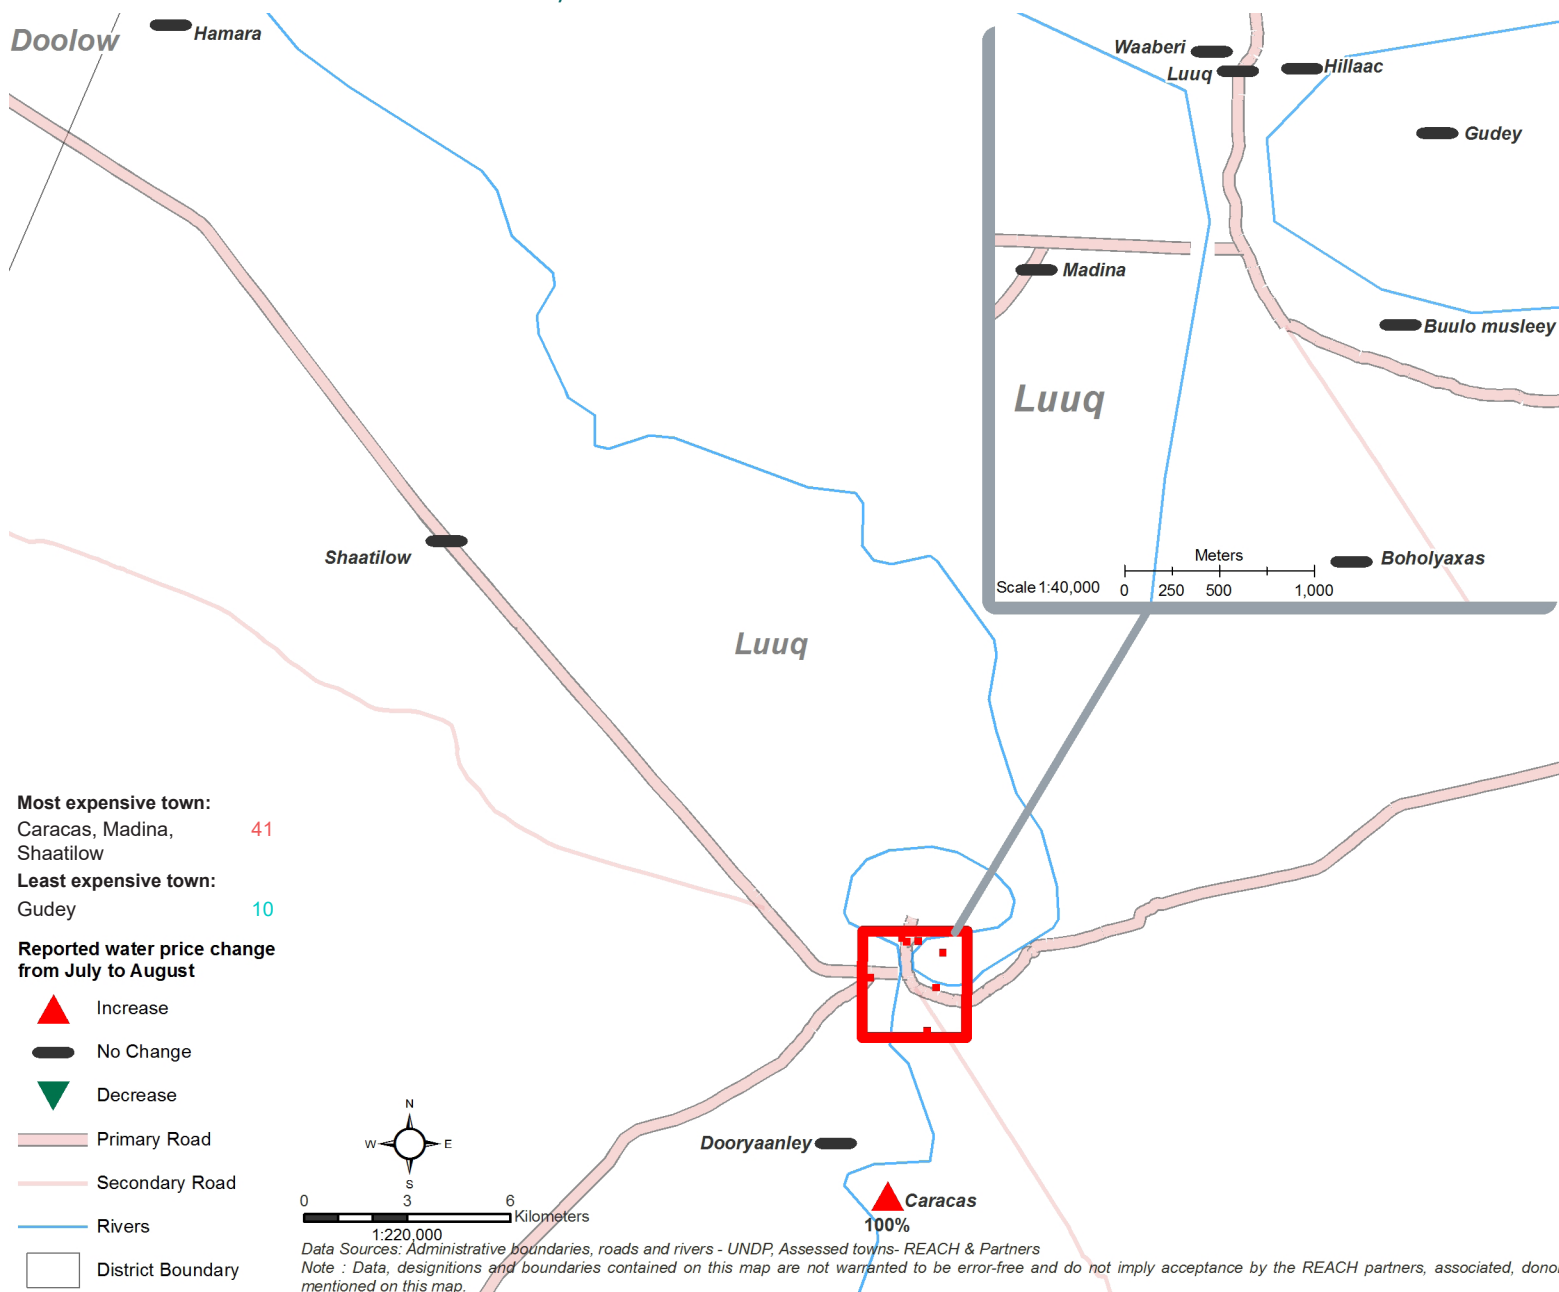 Doolow
Hamara
Waaberi
Luuq
Hillaac
Gudey
Madina
Buulo musleey
Luuq
Boholyaxas
Meters
Scale 1:40,000
0 250 500 1,000
Shaatilow
Luuq
Most expensive town:
Caracas, Madina, 41
Shaatilow
Least expensive town:
Gudey 10
Reported water price change
from July to August
Increase
No Change
Decrease
Primary Road
Secondary Road
Rivers
District Boundary
N
W E
S
0 3 6
Kilometers
1:220,000
Dooryaanley
Caracas
100%
Data Sources: Administrative boundaries, roads and rivers - UNDP, Assessed towns- REACH & Partners
Note : Data, designitions and boundaries contained on this map are not warranted to be error-free and do not imply acceptance by the REACH partners, associated, dono
mentioned on this map.